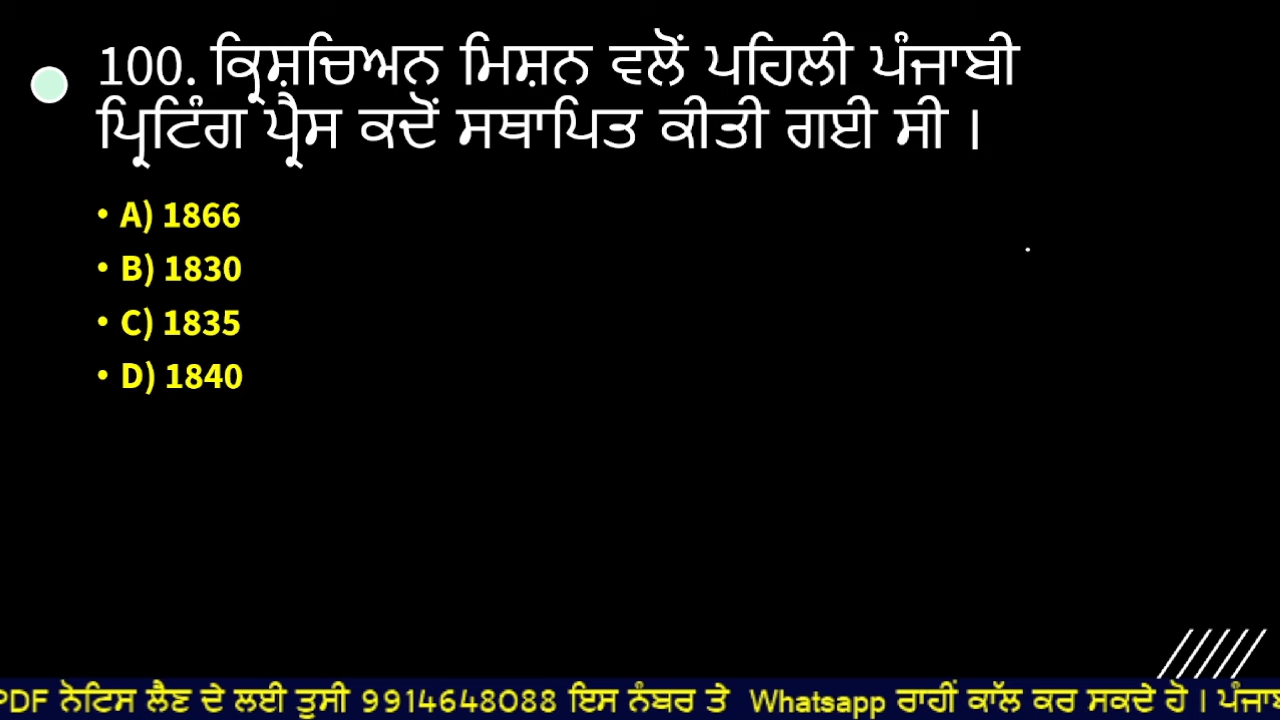 100. ਕ੍ਰਿਸ਼ਚਿਅਨ ਮਿਸ਼ਨ ਵਲੋਂ ਪਹਿਲੀ ਪੰਜਾਬੀ
ਪ੍ਰਿਟਿੰਗ ਪ੍ਰੈਸ ਕਦੋਂ ਸਥਾਪਿਤ ਕੀਤੀ ਗਈ ਸੀ ।
• A) 1866
• B) 1830
• C) 1835
• D) 1840
PDF ਨੋਟਿਸ ਲੈਣ ਦੇ ਲਈ ਤੁਸੀ 9914648088 ਇਸ ਨੰਬਰ ਤੇ Whatsapp ਰਾਹੀਂ ਕਾੱਲ ਕਰ ਸਕਦੇ ਹੋ । ਪੰਜਾਬ